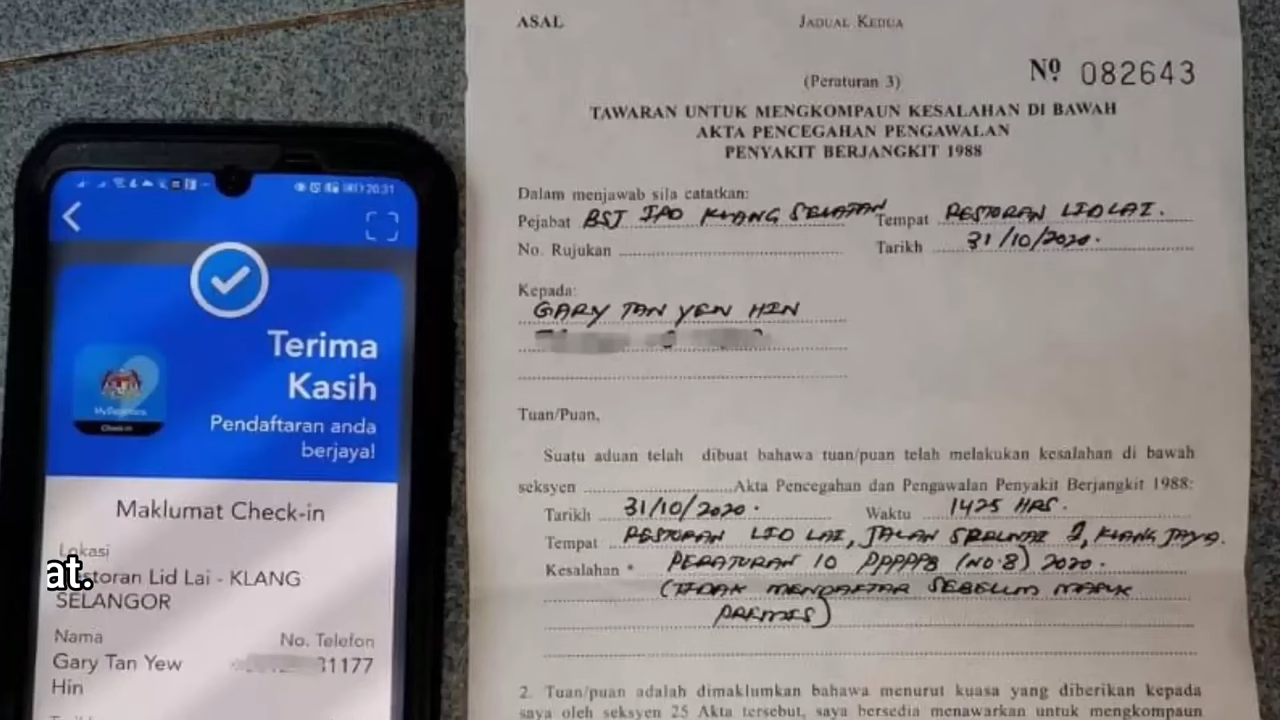 20:31
Terima
Kasih
Pendaftaran anda
berjaya!
MySejahtera
Check-in
Maklumat Check-in
Lokasi
storan Lid Lai - KLANG
SELANGOR
at.
Nama
No. Telefon
Gary Tan Yew
Hin
1177
ASAL
JADUAL KEDUA
Nº 082643
(Peraturan 3)
TAWARAN UNTUK MENGKOMPAUN KESALAHAN DI BAWAH
AKTA PENCEGAHAN PENGAWALAN
PENYAKIT BERJANGKIT 1988
Dalam menjawab sila catatkan:
Pejabat BSJ IPD KLANG SELATAN Tempat RESTORAN LID LAI.
No. Rujukan Tarikh 31/10/2020.
Kepada:
GARY TAN YEN HIN
Tuan/Puan,
Suatu aduan telah dibuat bahawa tuan/puan telah melakukan kesalahan di bawah
seksyen Akta Pencegahan dan Pengawalan Penyakit Berjangkit 1988:
Tarikh 31/10/2020. Waktu 1425 HRS.
Tempat RESTORAN LID LAI, JALAN KLANG JAYA.
Kesalahan * PERATURAN 10 PPPPPB (NO.8) 2020.
(TIDAK MENDAFTAR SEBELUM MASUK
PREMIS)
2. Tuan/puan adalah dimaklumkan bahawa menurut kuasa yang diberikan kepada
saya oleh seksyen 25 Akta tersebut, saya bersedia menawarkan untuk mengkompaun